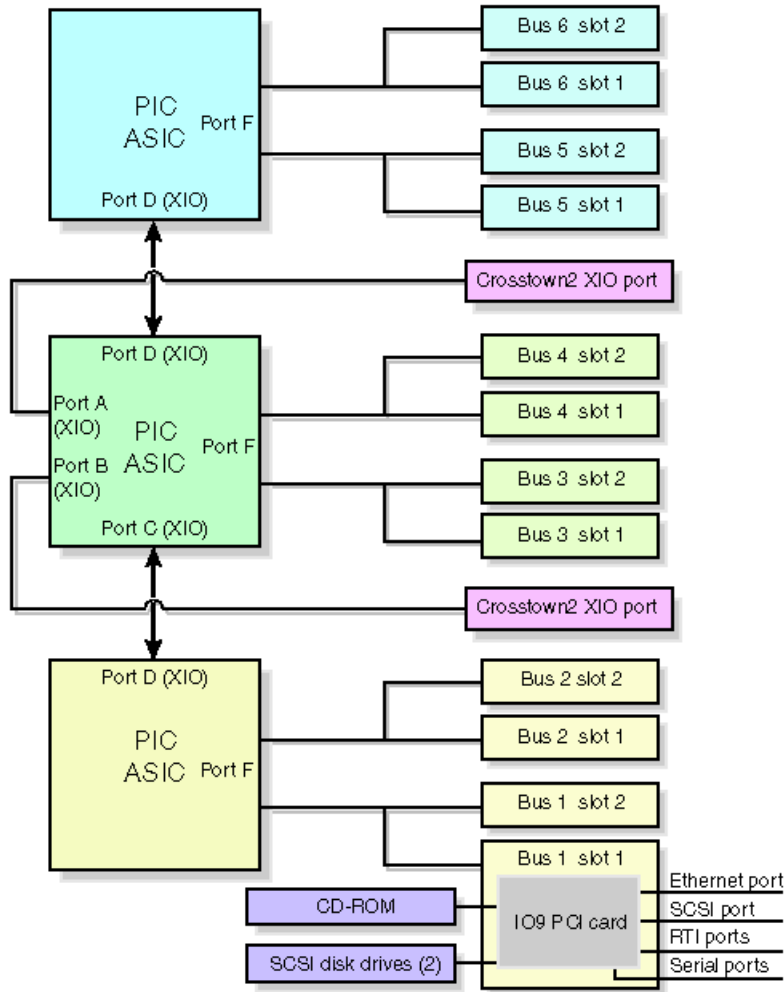 Bus 6 slot 2
Bus 6 slot 1
PIC
ASIC
Port F
Bus 5 slot 2
Bus 5 slot 1
Port D (XIO)
Crosstown2 XIO port
Port D (XIO)
Bus 4 slot 2
Bus 4 slot 1
Port A
(XIO)
PIC
ASIC
Port F
Port B
(XIO)
Bus 3 slot 2
Bus 3 slot 1
Port C (XIO)
Crosstown2 XIO port
Port D (XIO)
Bus 2 slot 2
Bus 2 slot 1
PIC
ASIC
Port F
Bus 1 slot 2
Bus 1 slot 1
Ethernet port
CD-ROM
IO9 PCI card
SCSI port
RTI ports
SCSI disk drives (2)
Serial ports